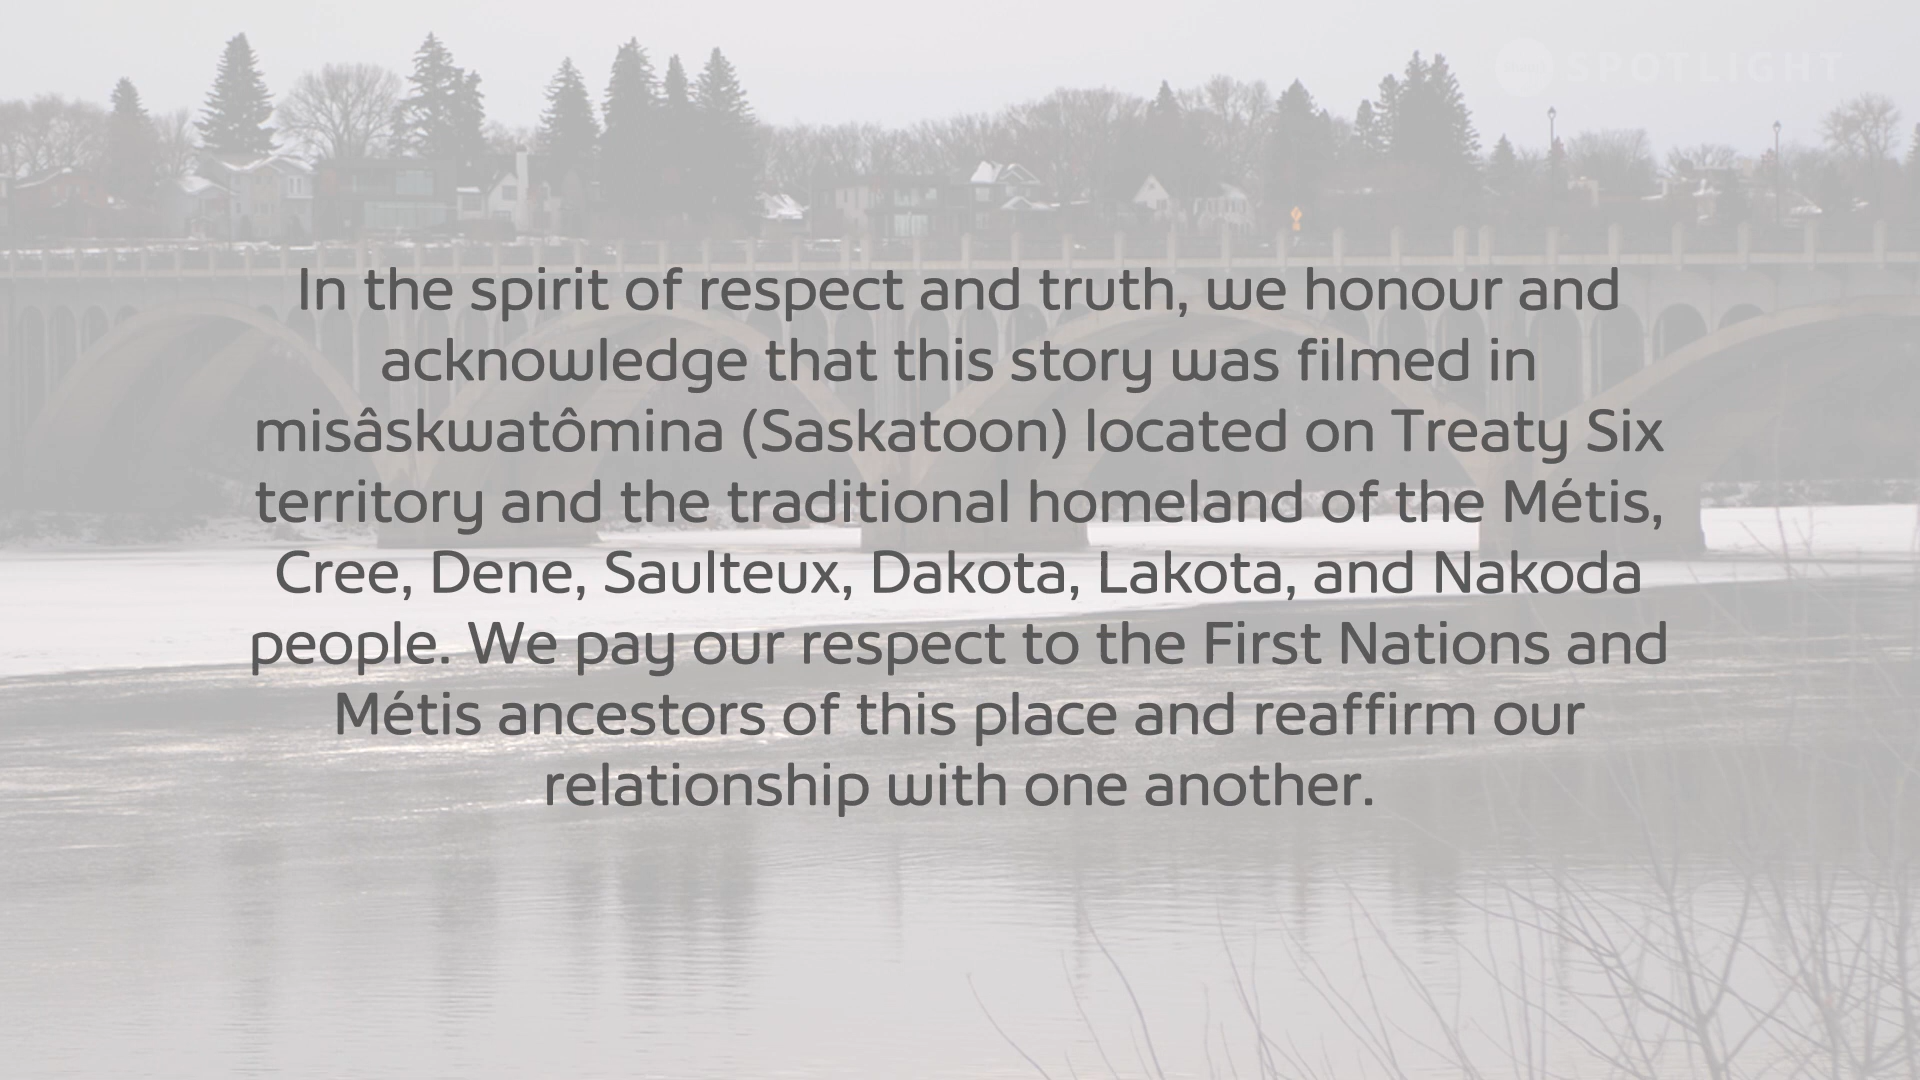 SPOTLIGHT
In the spirit of respect and truth, we honour and
acknowledge that this story was filmed in
misâskwatômina (Saskatoon) located on Treaty Six
territory and the traditional homeland of the Métis,
Cree, Dene, Saulteux, Dakota, Lakota, and Nakoda
people. We pay our respect to the First Nations and
Métis ancestors of this place and reaffirm our
relationship with one another.